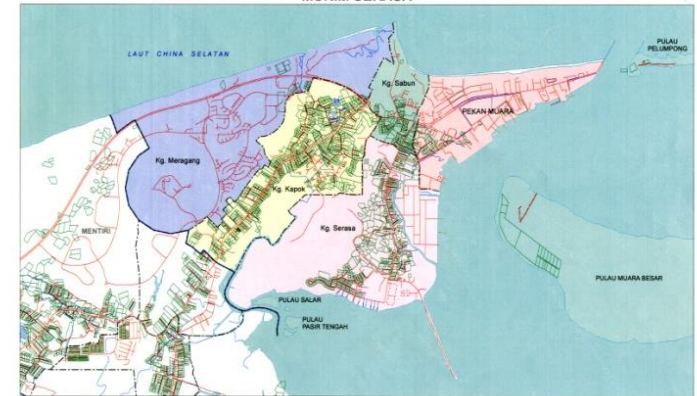 LAUT CHINA SELATAN
PULAU
PELUMPONG
Kg. Sabun
PEKAN MUARA
Kg. Meragang
Kg. Kapok
Kg. Serasa
MENTIRI
PULAU MUARA BESAR
PULAU SALAR
PULAU
PASIR TENGAH